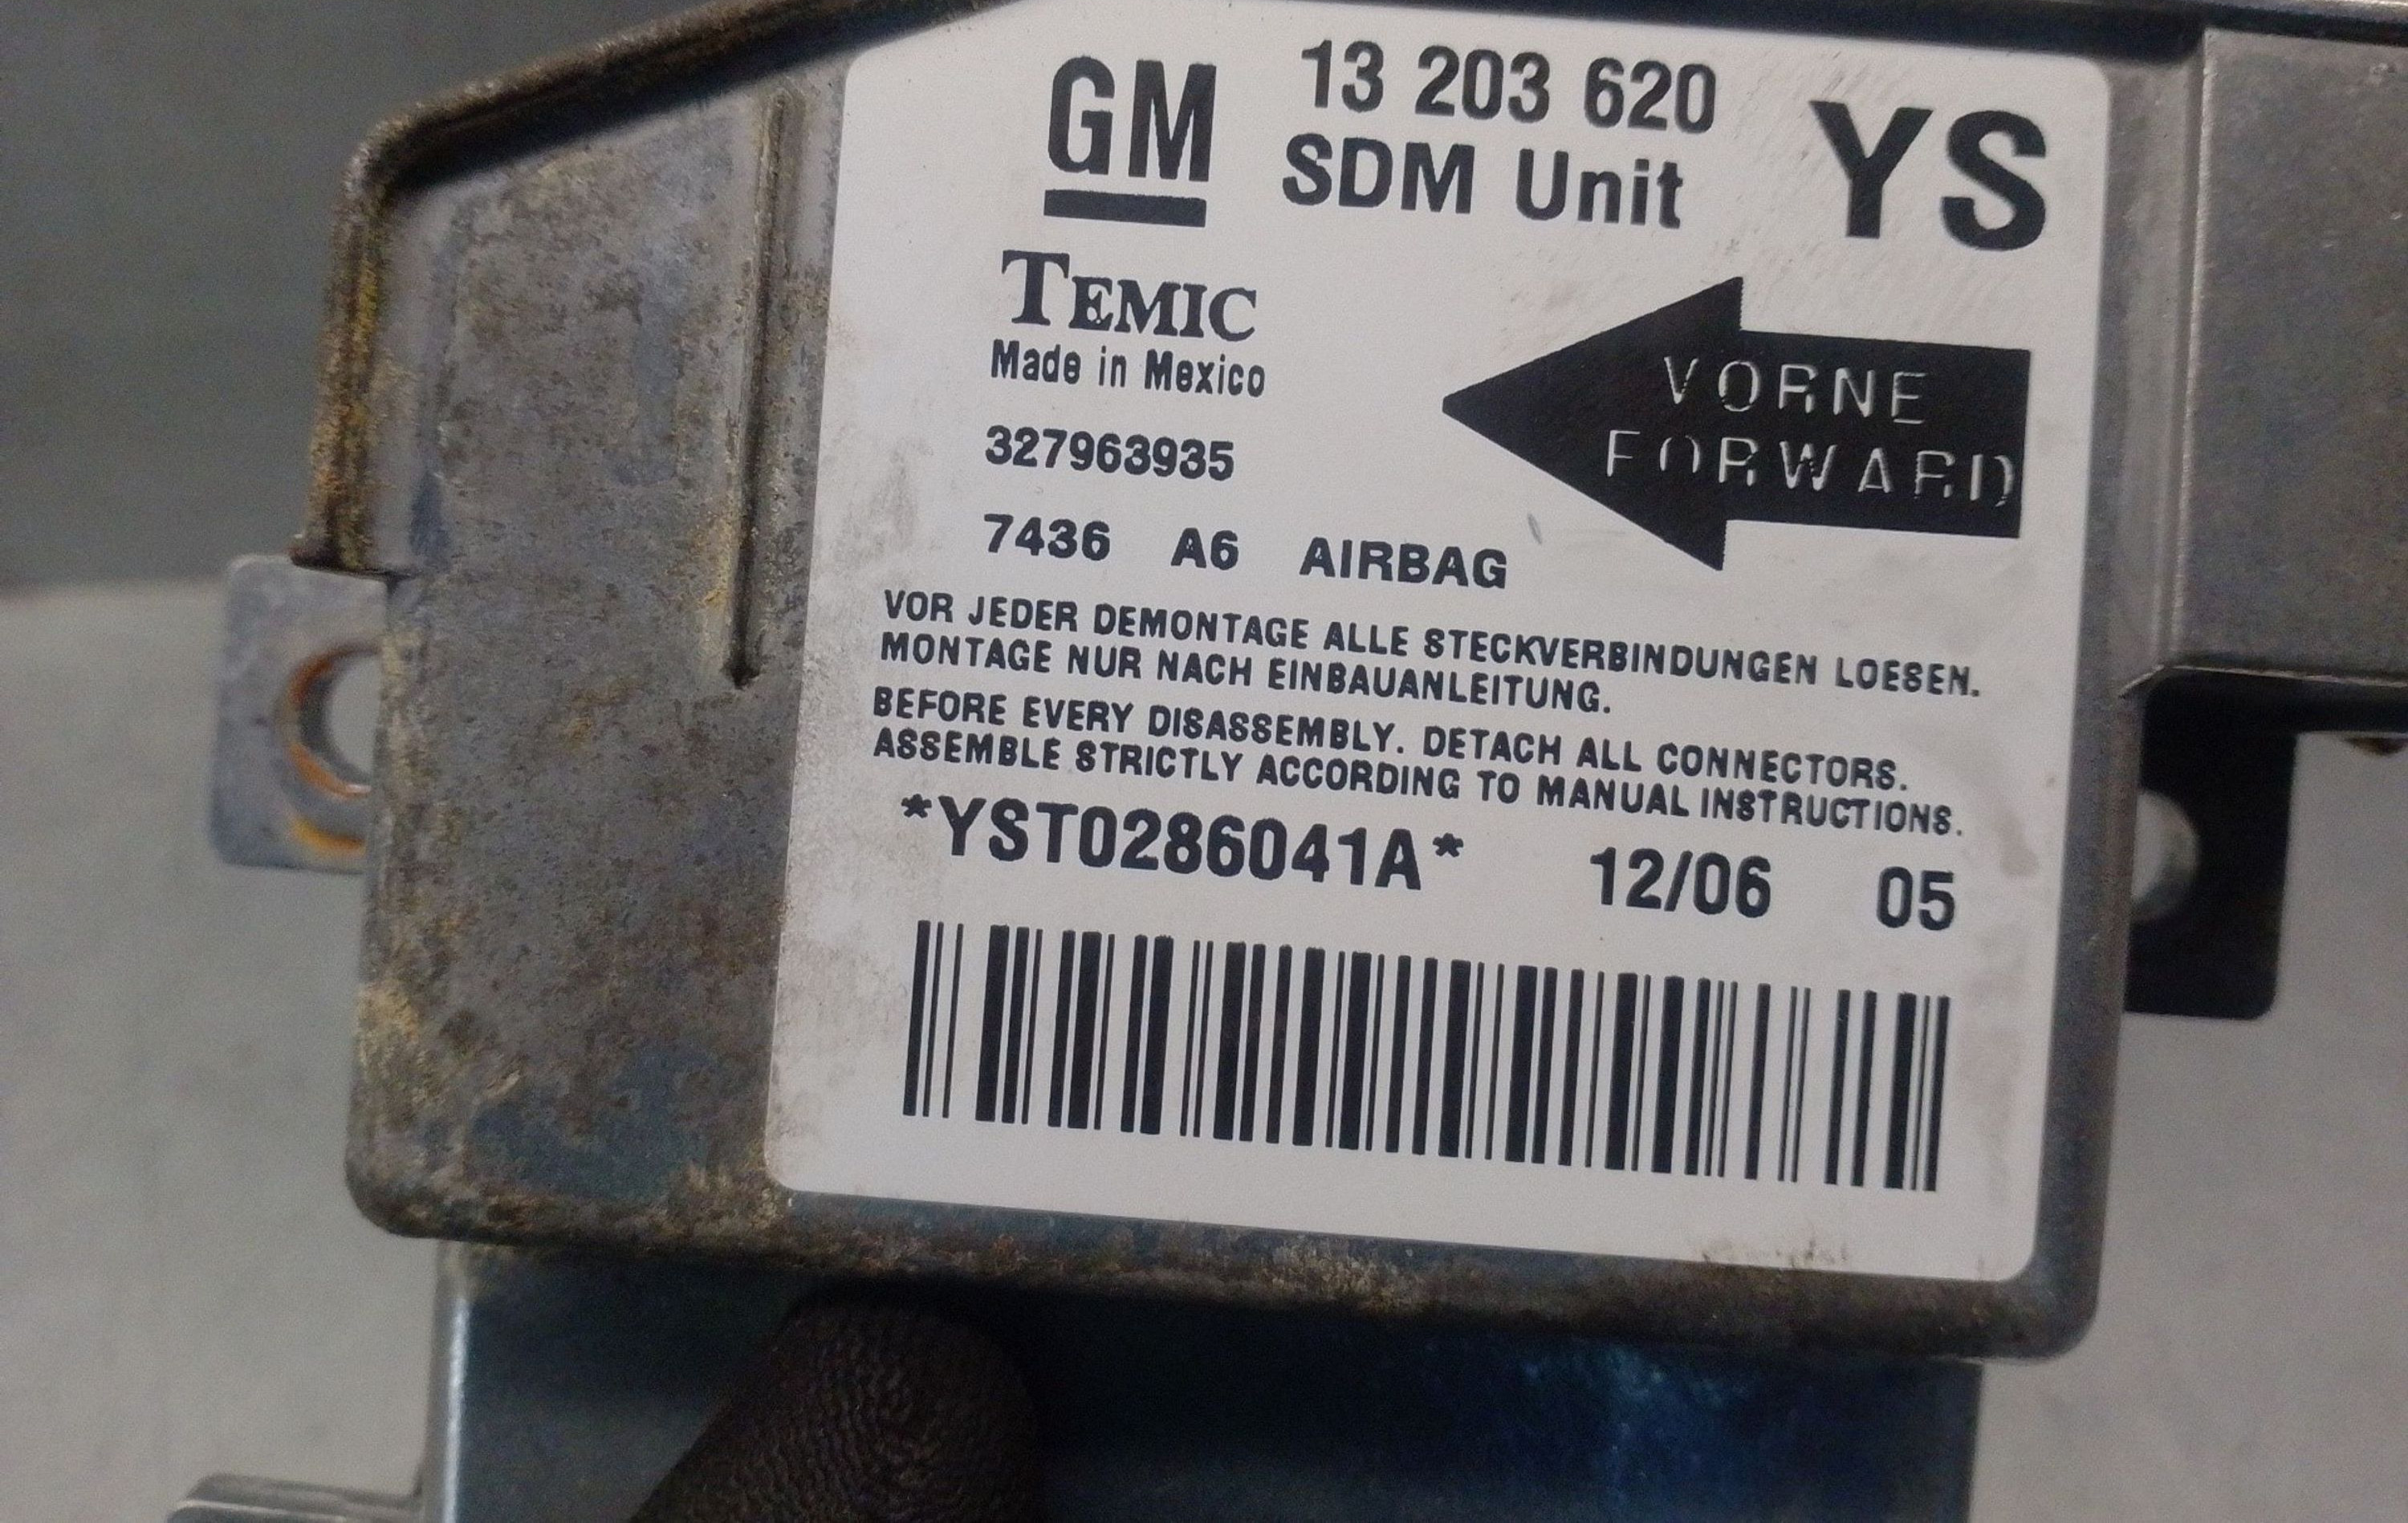 GM 13 203 620 YS
SDM Unit
TEMIC
Made in Mexico
VORNE
FORWARD
327963935
7436 A6 AIRBAG
VOR JEDER DEMONTAGE ALLE STECKVERBINDUNGEN LOESEN.
MONTAGE NUR NACH EINBAUANLEITUNG.
BEFORE EVERY DISASSEMBLY. DETACH ALL CONNECTORS.
ASSEMBLE STRICTLY ACCORDING TO MANUAL INSTRUCTIONS.
*YST0286041A* 12/06 05